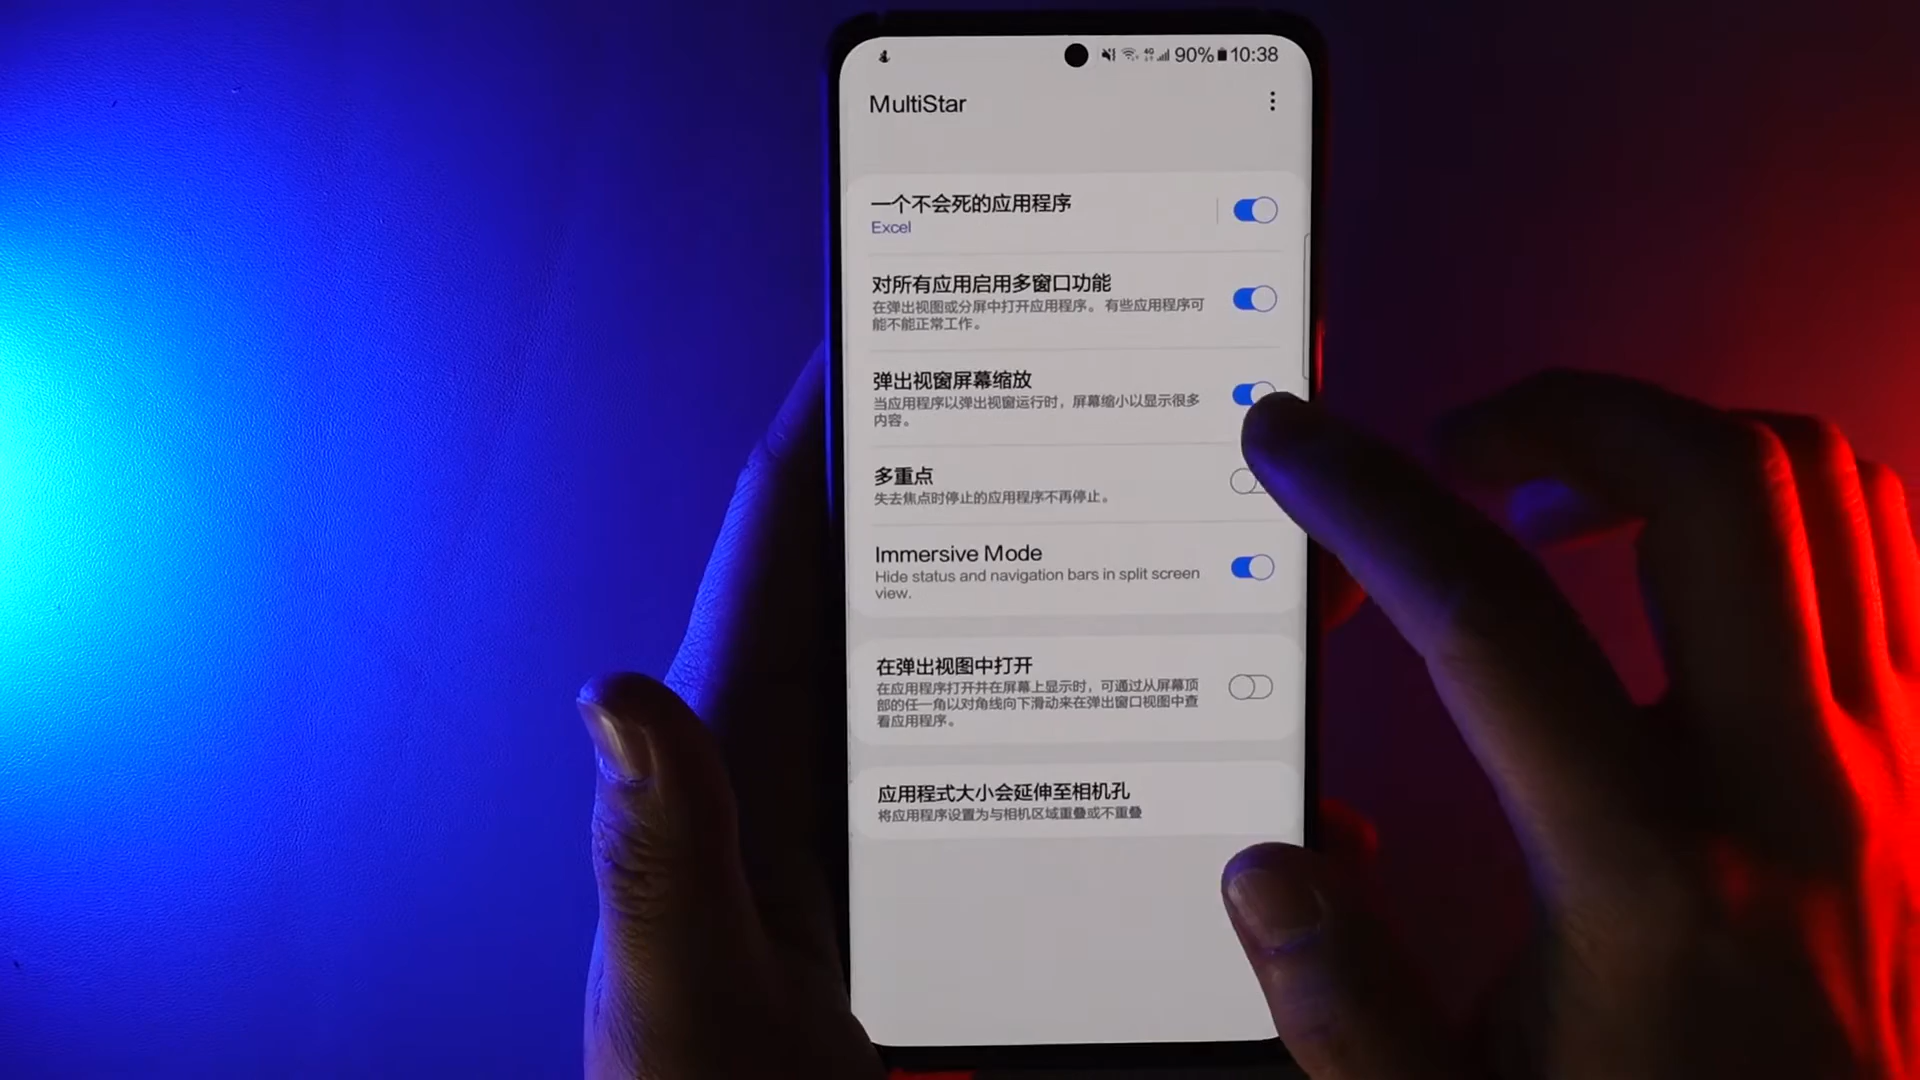 4G 90% 10:38
MultiStar
一个不会死的应用程序
Excel
对所有应用启用多窗口功能
在弹出视图或分屏中打开应用程序。 有些应用程序可
能不能正常工作。
弹出视窗屏幕缩放
当应用程序以弹出视窗运行时，屏幕缩小以显示很多
内容。
多重点
失去焦点时停止的应用程序不再停止。
Immersive Mode
Hide status and navigation bars in split screen
view.
在弹出视图中打开
在应用程序打开并在屏幕上显示时，可通过从屏幕顶
部的任一角以对角线向下滑动来在弹出窗口视图中查
看应用程序。
应用程式大小会延伸至相机孔
将应用程序设置为与相机区域重叠或不重叠